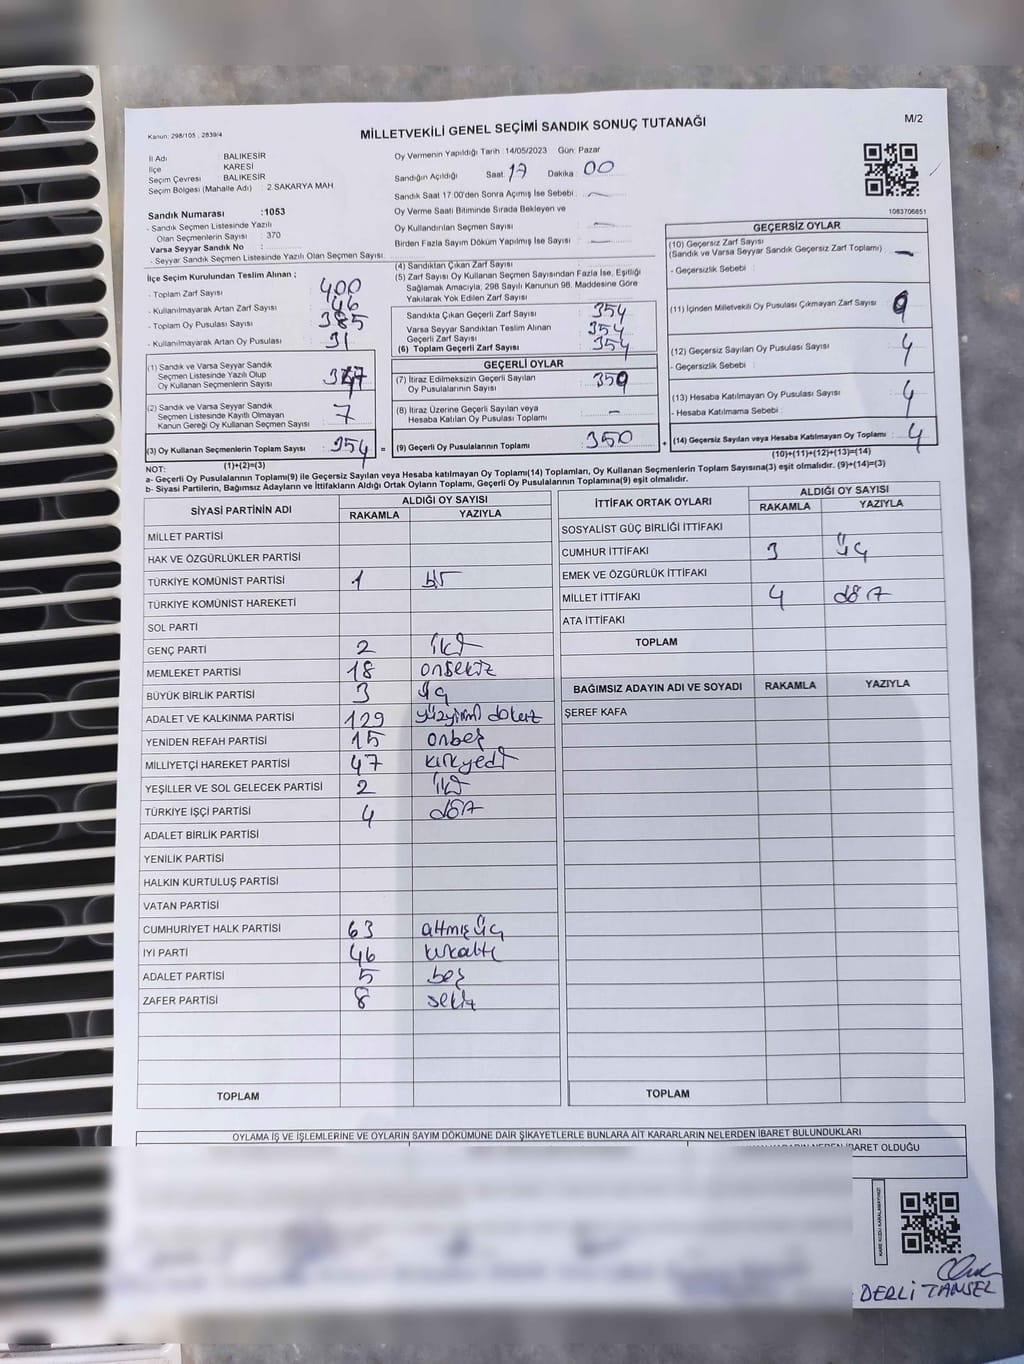 Kanun: 298/105 , 2839/4
MİLLETVEKİLİ GENEL SEÇİMİ SANDIK SONUÇ TUTANAĞI
M/2
İl Adı : BALIKESİR
İlçe : KARESİ
Seçim Çevresi : BALIKESİR
Seçim Bölgesi (Mahalle Adı) : 2.SAKARYA MAH
Sandık Numarası :1053
- Sandık Seçmen Listesinde Yazılı
Olan Seçmenlerin Sayısı : 370
Varsa Seyyar Sandık No :
- Seyyar Sandık Seçmen Listesinde Yazılı Olan Seçmen Sayısı:
Oy Vermenin Yapıldığı Tarih :14/05/2023 Gün: Pazar
Sandığın Açıldığı Saat: 17 Dakika 00
Sandık Saat 17:00'den Sonra Açımış İse Sebebi :
Oy Verme Saati Bitiminde Sırada Bekleyen ve
Oy Kullandırılan Seçmen Sayısı :
Birden Fazla Sayım Döküm Yapılmış İse Sayısı :
1083706851
İlçe Seçim Kurulundan Teslim Alınan :
- Toplam Zarf Sayısı : 400
- Kullanılmayarak Artan Zarf Sayısı : 46
- Toplam Oy Pusulası Sayısı : 385
- Kullanılmayarak Artan Oy Pusulası : 31
(1) Sandık ve Varsa Seyyar Sandık
Seçmen Listesinde Yazılı Olup
Oy Kullanan Seçmenlerin Sayısı : 347
(2) Sandık ve Varsa Seyyar Sandık
Seçmen Listesinde Kayıtlı Olmayan
Kanun Gereği Oy Kullanan Seçmen Sayısı : 7
(3) Oy Kullanan Seçmenlerin Toplam Sayısı : 354 =
(1)+(2)=(3)
(4) Sandıktan Çıkan Zarf Sayısı :
(5) Zarf Sayısı Oy Kullanan Seçmen Sayısından Fazla İse, Eşitliği
Sağlamak Amacıyla, 298 Sayılı Kanunun 98. Maddesine Göre
Yakılarak Yok Edilen Zarf Sayısı :
Sandıkta Çıkan Geçerli Zarf Sayısı : 354
Varsa Seyyar Sandıktan Teslim Alınan
Geçerli Zarf Sayısı : 354
(6) Toplam Geçerli Zarf Sayısı : 354
GEÇERLİ OYLAR
(7) İtiraz Edilmeksizin Geçerli Sayılan
Oy Pusulalarının Sayısı : 350
(8) İtiraz Üzerine Geçerli Sayılan veya
Hesaba Katılan Oy Pusulası Toplamı : -
(9) Geçerli Oy Pusulalarının Toplamı : 350 +
GEÇERSİZ OYLAR
(10) Geçersiz Zarf Sayısı
(Sandık ve Varsa Seyyar Sandık Geçersiz Zarf Toplamı) : -
- Geçersizlik Sebebi :
(11) İçinden Milletvekili Oy Pusulası Çıkmayan Zarf Sayısı : 0
(12) Geçersiz Sayılan Oy Pusulası Sayısı : 4
- Geçersizlik Sebebi :
(13) Hesaba Katılmayan Oy Pusulası Sayısı : 4
- Hesaba Katılmama Sebebi :
(14) Geçersiz Sayılan veya Hesaba Katılmayan Oy Toplamı : 4
(10)+(11)+(12)+(13)=(14)
NOT:
a- Geçerli Oy Pusulalarının Toplamı(9) ile Geçersiz Sayılan veya Hesaba katılmayan Oy Toplamı(14) Toplamları, Oy Kullanan Seçmenlerin Toplam Sayısına(3) eşit olmalıdır. (9)+(14)=(3)
b- Siyasi Partilerin, Bağımsız Adayların ve İttifakların Aldığı Ortak Oyların Toplamı, Geçerli Oy Pusulalarının Toplamına(9) eşit olmalıdır.
SİYASİ PARTİNİN ADI ALDIĞI OY SAYISI
RAKAMLA YAZIYLA
MİLLET PARTİSİ
HAK VE ÖZGÜRLÜKLER PARTİSİ
TÜRKİYE KOMÜNİST PARTİSİ 1 bir
TÜRKİYE KOMÜNİST HAREKETİ
SOL PARTİ
GENÇ PARTİ 2 iki
MEMLEKET PARTİSİ 18 onsekiz
BÜYÜK BİRLİK PARTİSİ 3 üç
ADALET VE KALKINMA PARTİSİ 129 yüzyirmi dokuz
YENİDEN REFAH PARTİSİ 15 onbeş
MİLLİYETÇİ HAREKET PARTİSİ 47 kırkyedi
YEŞİLLER VE SOL GELECEK PARTİSİ 2 iki
TÜRKİYE İŞÇİ PARTİSİ 4 dört
ADALET BİRLİK PARTİSİ
YENİLİK PARTİSİ
HALKIN KURTULUŞ PARTİSİ
VATAN PARTİSİ
CUMHURİYET HALK PARTİSİ 63 altmış üç
İYİ PARTİ 46 kırkaltı
ADALET PARTİSİ 5 beş
ZAFER PARTİSİ 8 sekiz
TOPLAM
İTTİFAK ORTAK OYLARI ALDIĞI OY SAYISI
RAKAMLA YAZIYLA
SOSYALİST GÜÇ BİRLİĞİ İTTİFAKI
CUMHUR İTTİFAKI 3 üç
EMEK VE ÖZGÜRLÜK İTTİFAKI
MİLLET İTTİFAKI 4 dört
ATA İTTİFAKI
TOPLAM
BAĞIMSIZ ADAYIN ADI VE SOYADI RAKAMLA YAZIYLA
ŞEREF KAFA
TOPLAM
OYLAMA İŞ VE İŞLEMLERİNE VE OYLARIN SAYIM DÖKÜMÜNE DAİR ŞİKAYETLERLE BUNLARA AİT KARARLARIN NELERDEN İBARET BULUNDUKLARI
İBARET OLDUĞU
KARE KODU KARALAMAYINIZ!
DERLİ TANSEL